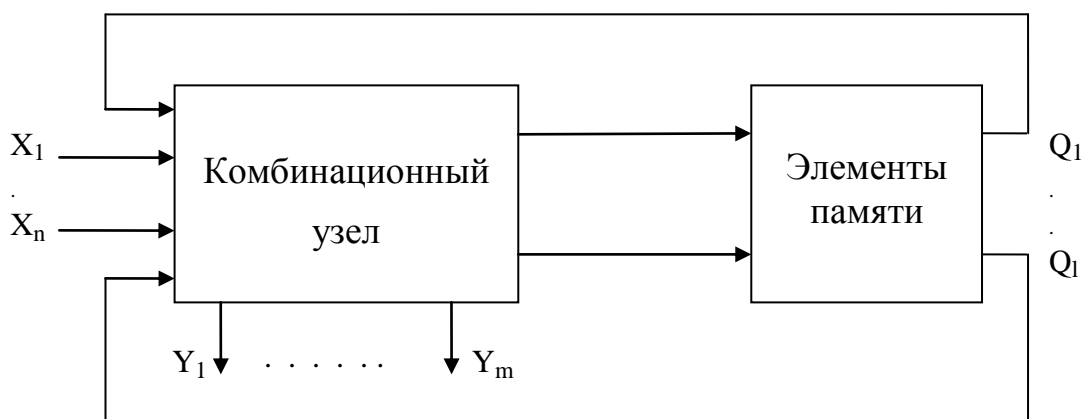 X₁
.
Xₙ
Комбинационный
узел
Элементы
памяти
Q₁
.
.
Qₗ
Y₁ . . . . . . Yₘ